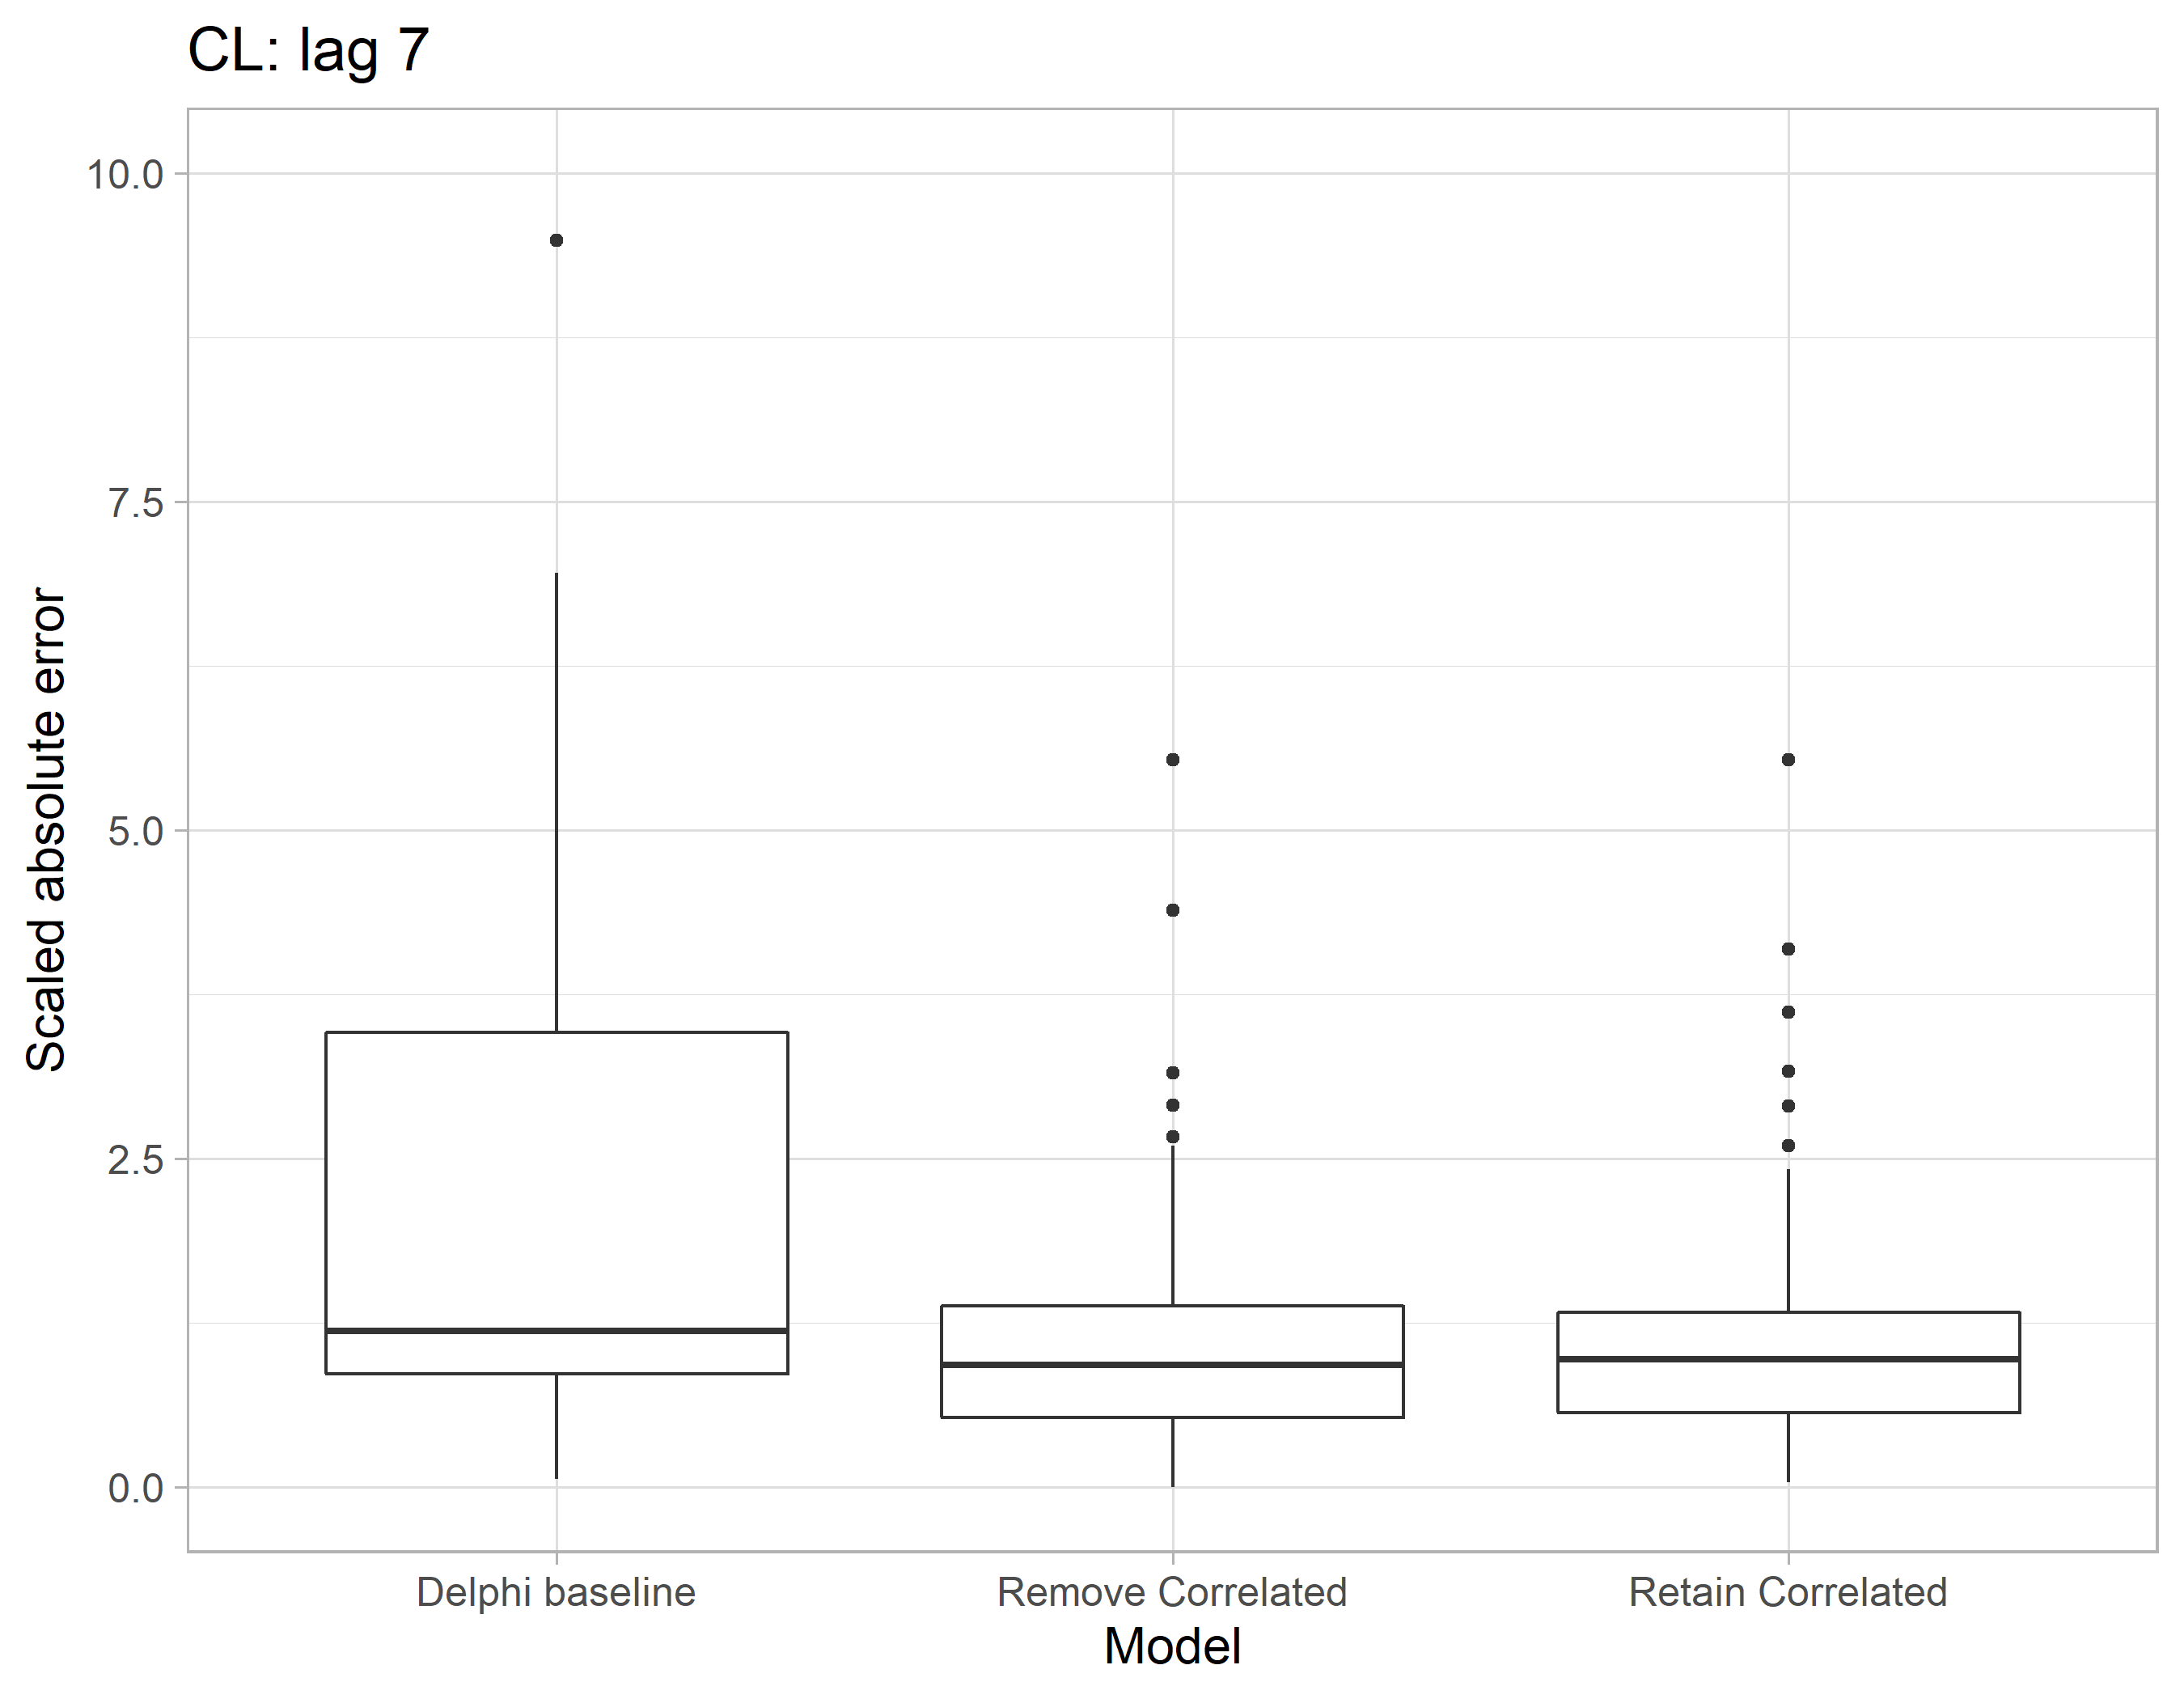 CL: lag 7
10.0
7.5
5.0
2.5
0.0
Scaled absolute error
Delphi baseline
Remove Correlated
Retain Correlated
Model